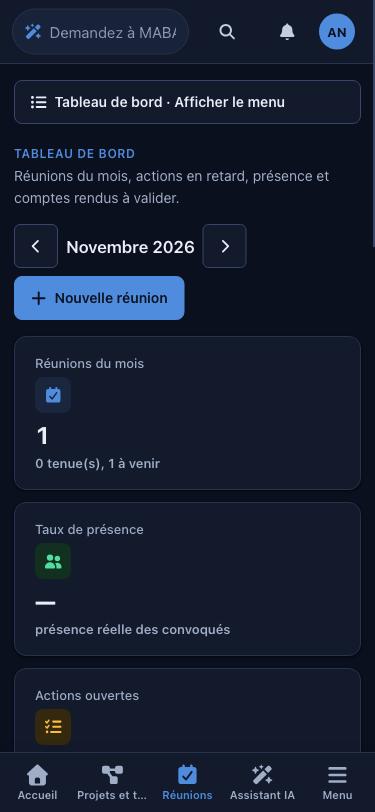 Demandez à MABA
AN
Tableau de bord · Afficher le menu
TABLEAU DE BORD
Réunions du mois, actions en retard, présence et
comptes rendus à valider.
Novembre 2026
Nouvelle réunion
Réunions du mois
1
0 tenue(s), 1 à venir
Taux de présence
—
présence réelle des convoqués
Actions ouvertes
Accueil
Projets et t...
Réunions
Assistant IA
Menu